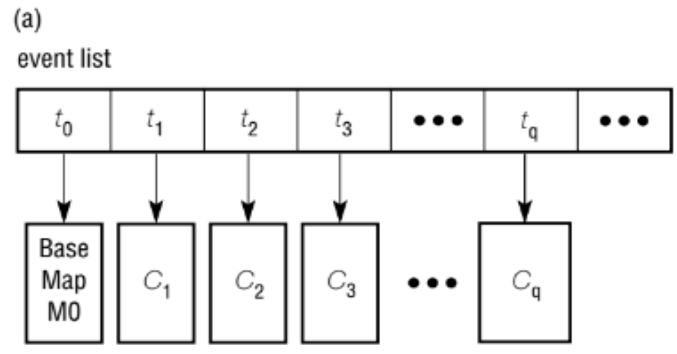 (a)
event list
t0 t1 t2 t3 ••• tq •••
Base
Map
M0
C1 C2 C3 ••• Cq